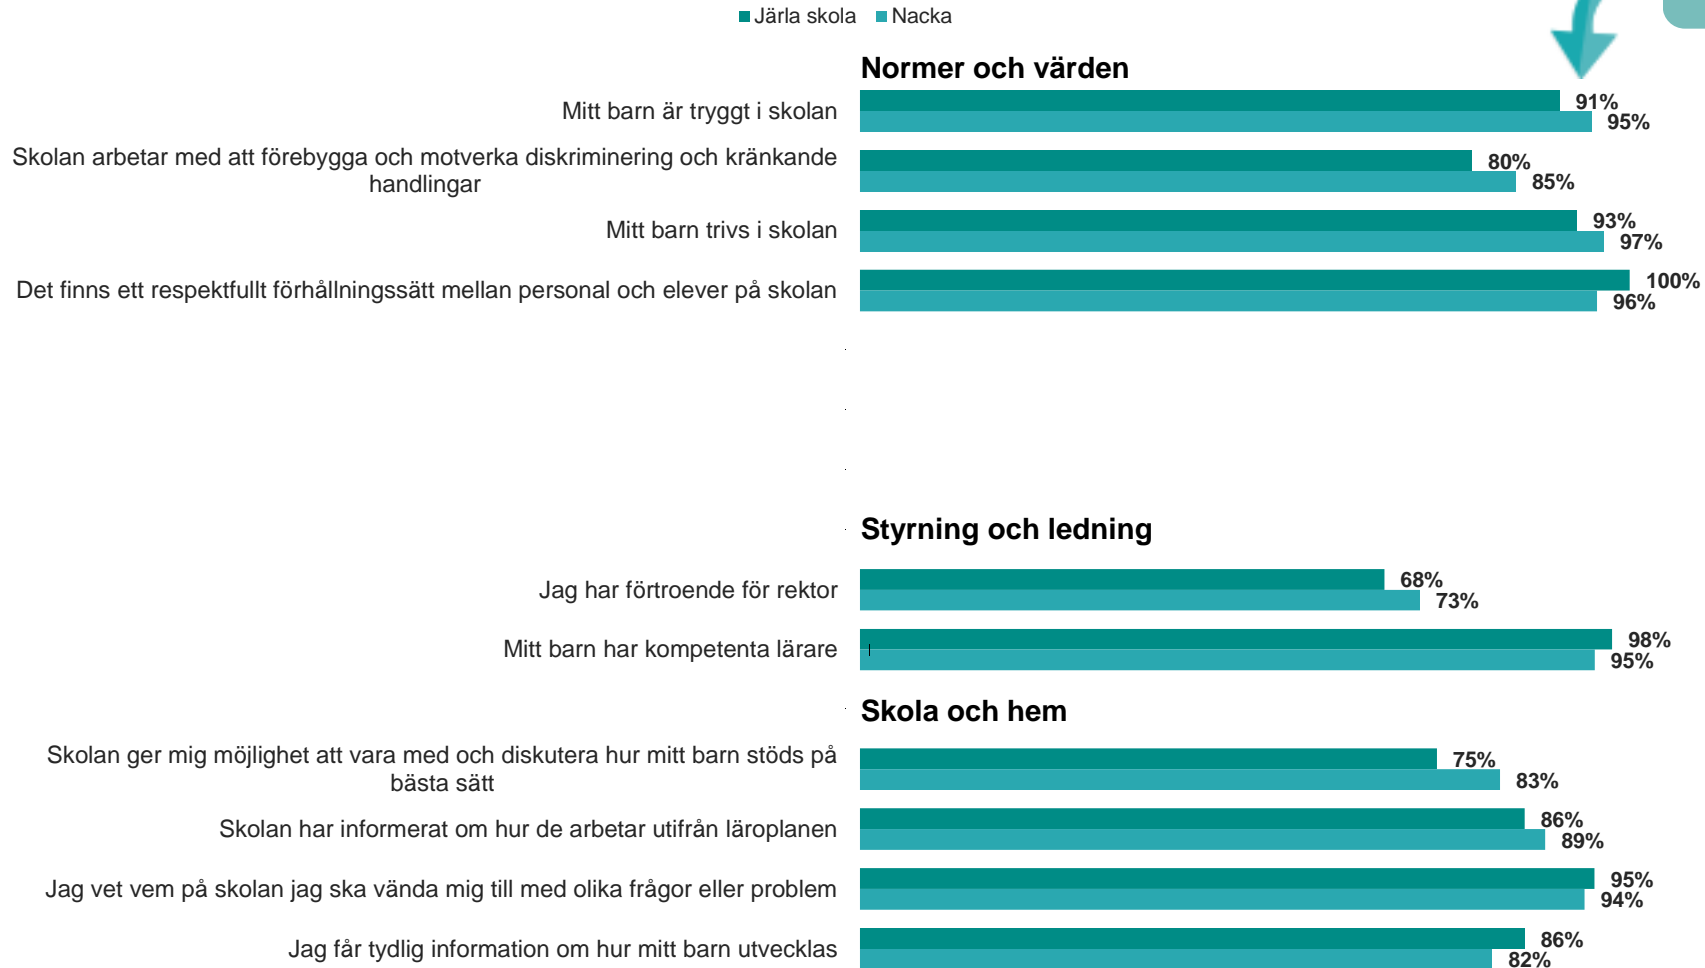 Järla skola Nacka
Normer och värden
Mitt barn är tryggt i skolan
91%
95%
Skolan arbetar med att förebygga och motverka diskriminering och kränkande
handlingar
80%
85%
Mitt barn trivs i skolan
93%
97%
Det finns ett respektfullt förhållningssätt mellan personal och elever på skolan
100%
96%
Styrning och ledning
Jag har förtroende för rektor
68%
73%
Mitt barn har kompetenta lärare
98%
95%
Skola och hem
Skolan ger mig möjlighet att vara med och diskutera hur mitt barn stöds på
bästa sätt
75%
83%
Skolan har informerat om hur de arbetar utifrån läroplanen
86%
89%
Jag vet vem på skolan jag ska vända mig till med olika frågor eller problem
95%
94%
Jag får tydlig information om hur mitt barn utvecklas
86%
82%